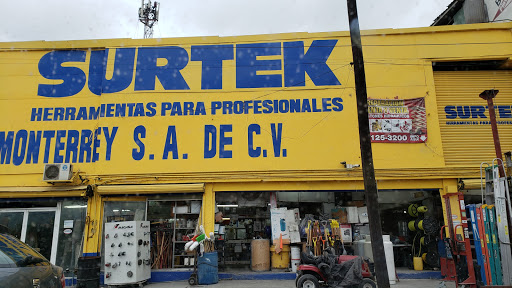 SURTEK
HERRAMIENTAS PARA PROFESIONALES
MONTERREY S. A. DE C.V.
SURTEK
125-3200